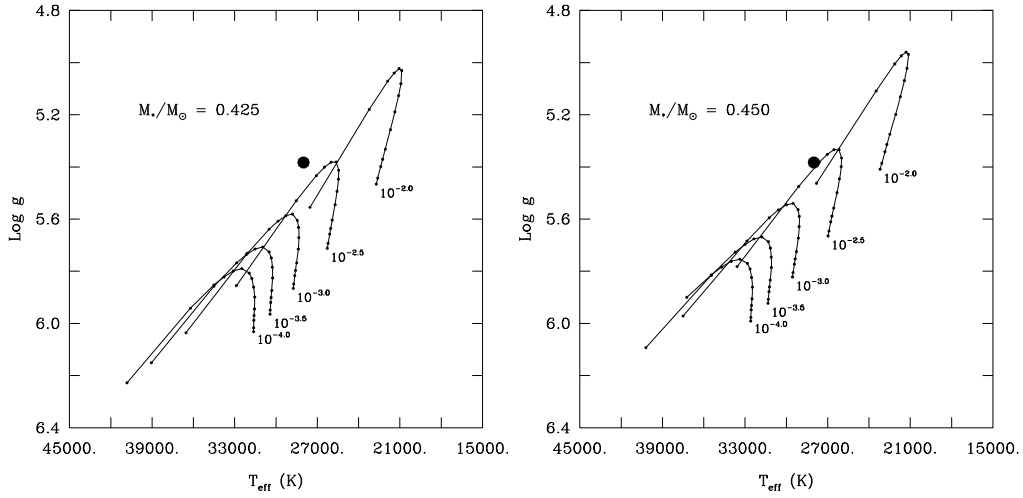 4.8
5.2
5.6
6.0
6.4
Log g
M⋆/M☉ = 0.425
10^-2.0
10^-2.5
10^-3.0
10^-3.5
10^-4.0
45000. 39000. 33000. 27000. 21000. 15000.
T_eff (K)
4.8
5.2
5.6
6.0
6.4
Log g
M⋆/M☉ = 0.450
10^-2.0
10^-2.5
10^-3.0
10^-3.5
10^-4.0
45000. 39000. 33000. 27000. 21000. 15000.
T_eff (K)